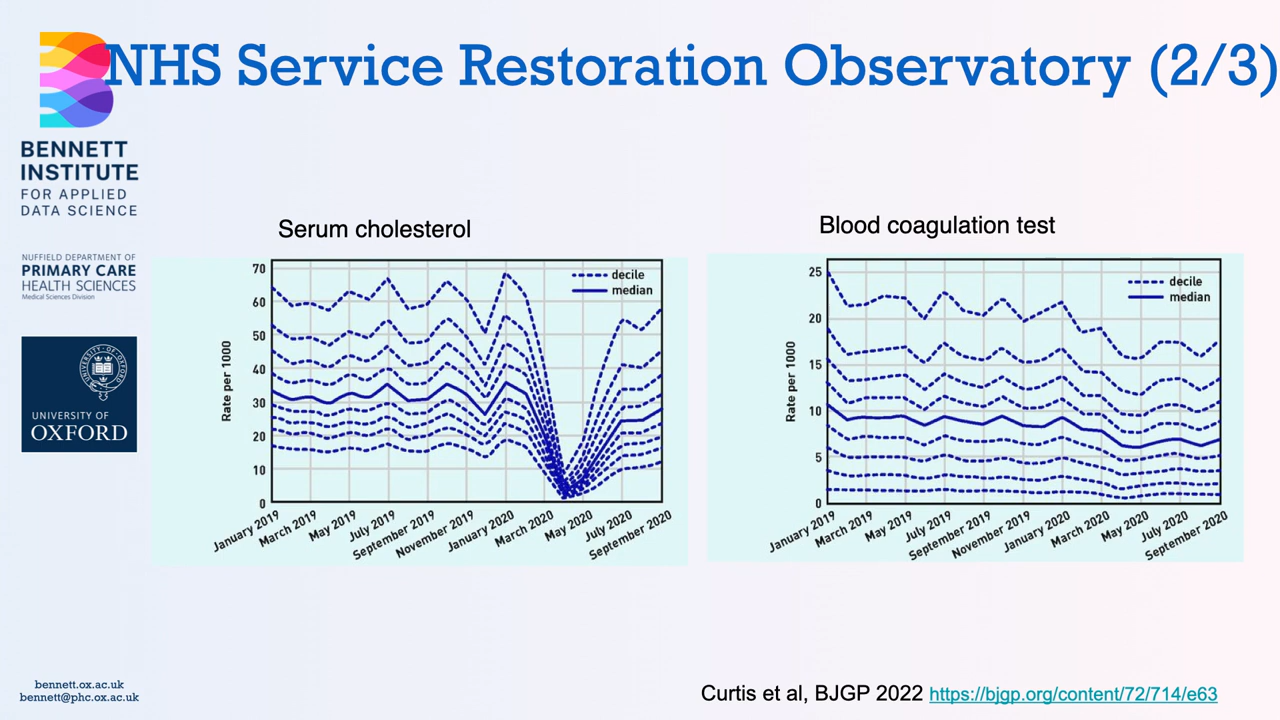 NHS Service Restoration Observatory (2/3)
BENNETT
INSTITUTE
FOR APPLIED
DATA SCIENCE
NUFFIELD DEPARTMENT OF
PRIMARY CARE
HEALTH SCIENCES
Medical Sciences Division
UNIVERSITY OF OXFORD
UNIVERSITY OF
OXFORD
Serum cholesterol
Rate per 1000
70
60
50
40
30
20
10
0
decile
median
January 2019
March 2019
May 2019
July 2019
September 2019
November 2019
January 2020
March 2020
May 2020
July 2020
September 2020
Blood coagulation test
Rate per 1000
25
20
15
10
5
0
decile
median
January 2019
March 2019
May 2019
July 2019
September 2019
November 2019
January 2020
March 2020
May 2020
July 2020
September 2020
bennett.ox.ac.uk
bennett@phc.ox.ac.uk
Curtis et al, BJGP 2022 https://bjgp.org/content/72/714/e63